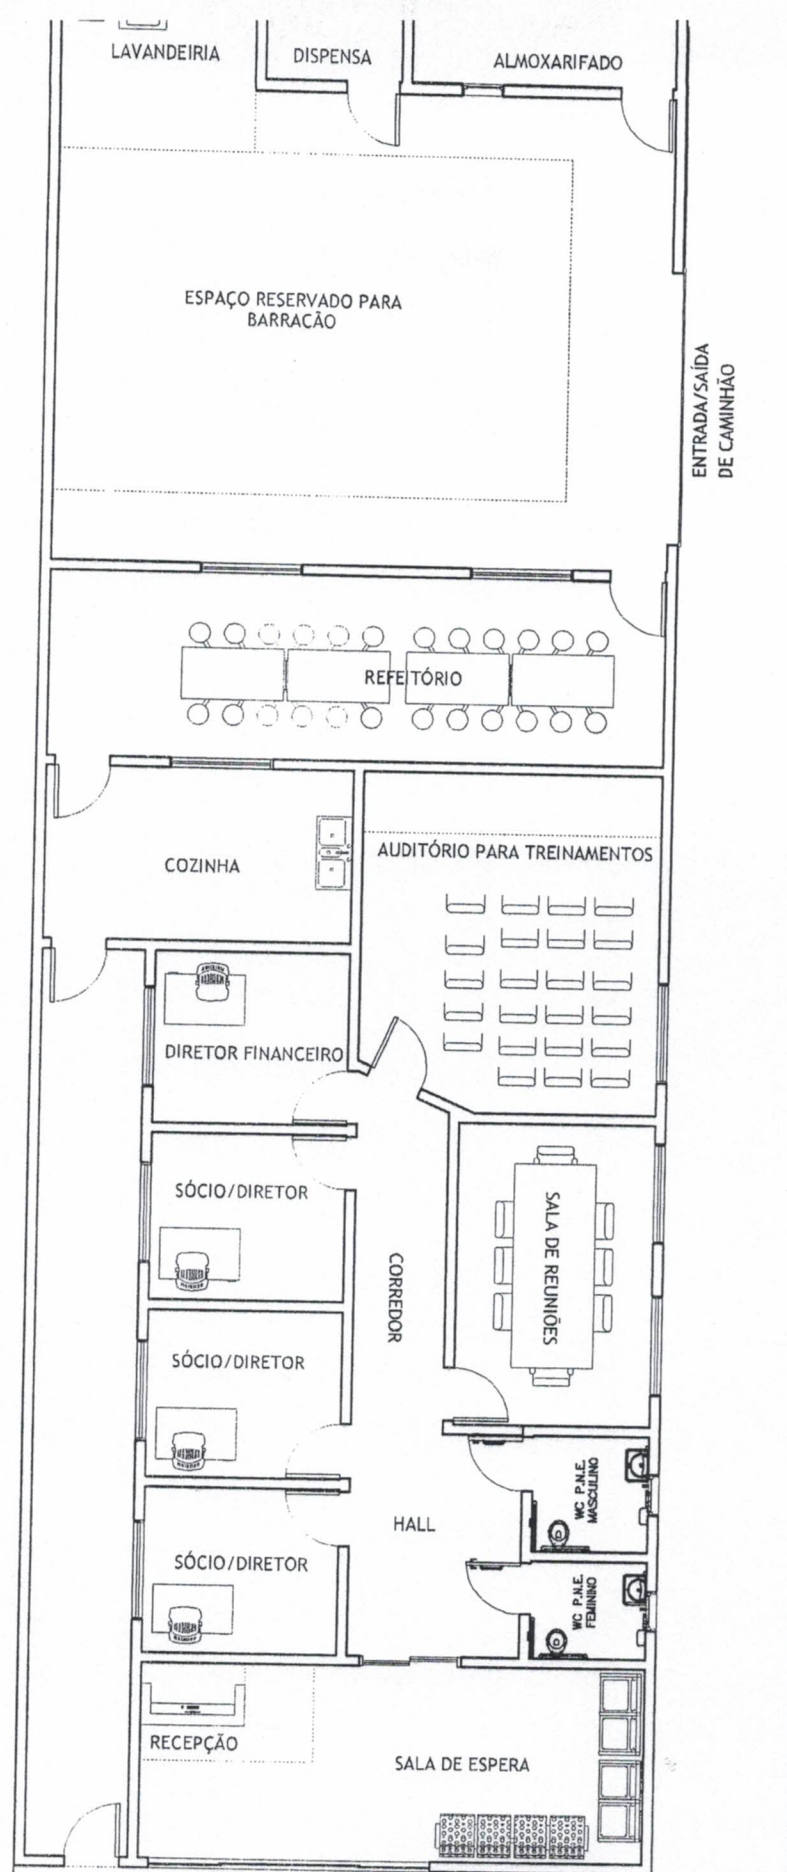 LAVANDEIRIA
DISPENSA
ALMOXARIFADO
ESPAÇO RESERVADO PARA
BARRACÃO
ENTRADA/SAÍDA
DE CAMINHÃO
REFEITÓRIO
COZINHA
AUDITÓRIO PARA TREINAMENTOS
DIRETOR FINANCEIRO
SÓCIO/DIRETOR
SALA DE REUNIÕES
CORREDOR
SÓCIO/DIRETOR
WC P.N.E.
MASCULINO
HALL
SÓCIO/DIRETOR
WC P.N.E.
FEMININO
RECEPÇÃO
SALA DE ESPERA